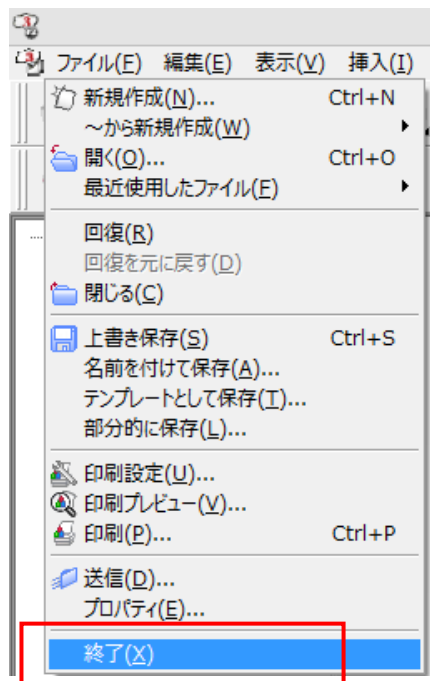 ファイル(F) 編集(E) 表示(V) 挿入(I)
新規作成(N)... Ctrl+N
～から新規作成(W)
開く(O)... Ctrl+O
最近使用したファイル(F)
回復(R)
回復を元に戻す(D)
閉じる(C)
上書き保存(S) Ctrl+S
名前を付けて保存(A)...
テンプレートとして保存(T)...
部分的に保存(L)...
印刷設定(U)...
印刷プレビュー(V)...
印刷(P)... Ctrl+P
送信(D)...
プロパティ(E)...
終了(X)